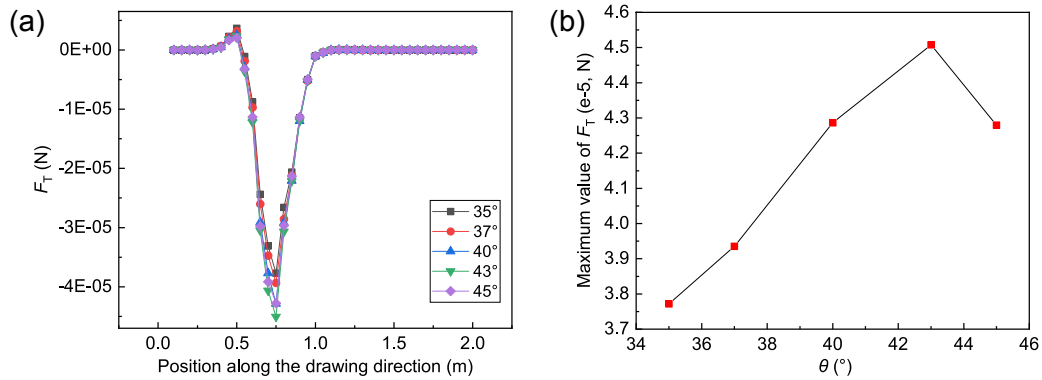 (a)
0E+00
-1E-05
-2E-05
-3E-05
-4E-05
F_T (N)
35°
37°
40°
43°
45°
0.0 0.5 1.0 1.5 2.0
Position along the drawing direction (m)
(b)
4.6
4.5
4.4
4.3
4.2
4.1
4.0
3.9
3.8
3.7
Maximum value of F_T (e-5, N)
34 36 38 40 42 44 46
θ (°)